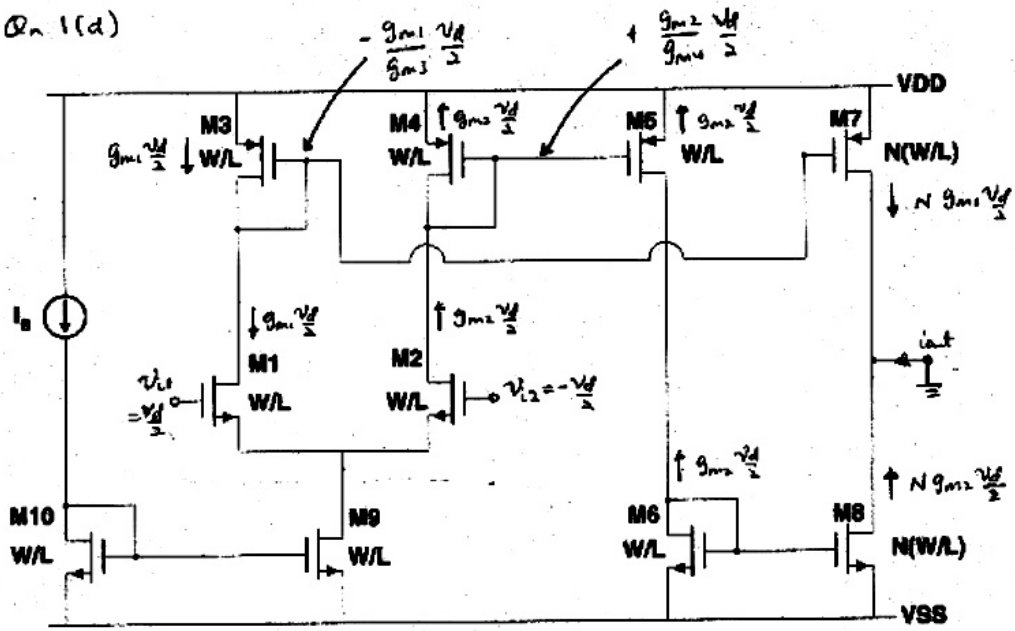 Qn 1(d)
- gm1/gm3 vd/2
+ gm2/gm4 vd/2
VDD
M3
W/L
gm1 vd/2
M4
W/L
gm2 vd/2
M5
W/L
gm2 vd/2
M7
N(W/L)
N gm1 vd/2
IB
gm1 vd/2
M1
W/L
vi1
= vd/2
gm2 vd/2
M2
W/L
vi2 = - vd/2
iout
gm2 vd/2
N gm2 vd/2
M10
W/L
M9
W/L
M6
W/L
M8
N(W/L)
VSS